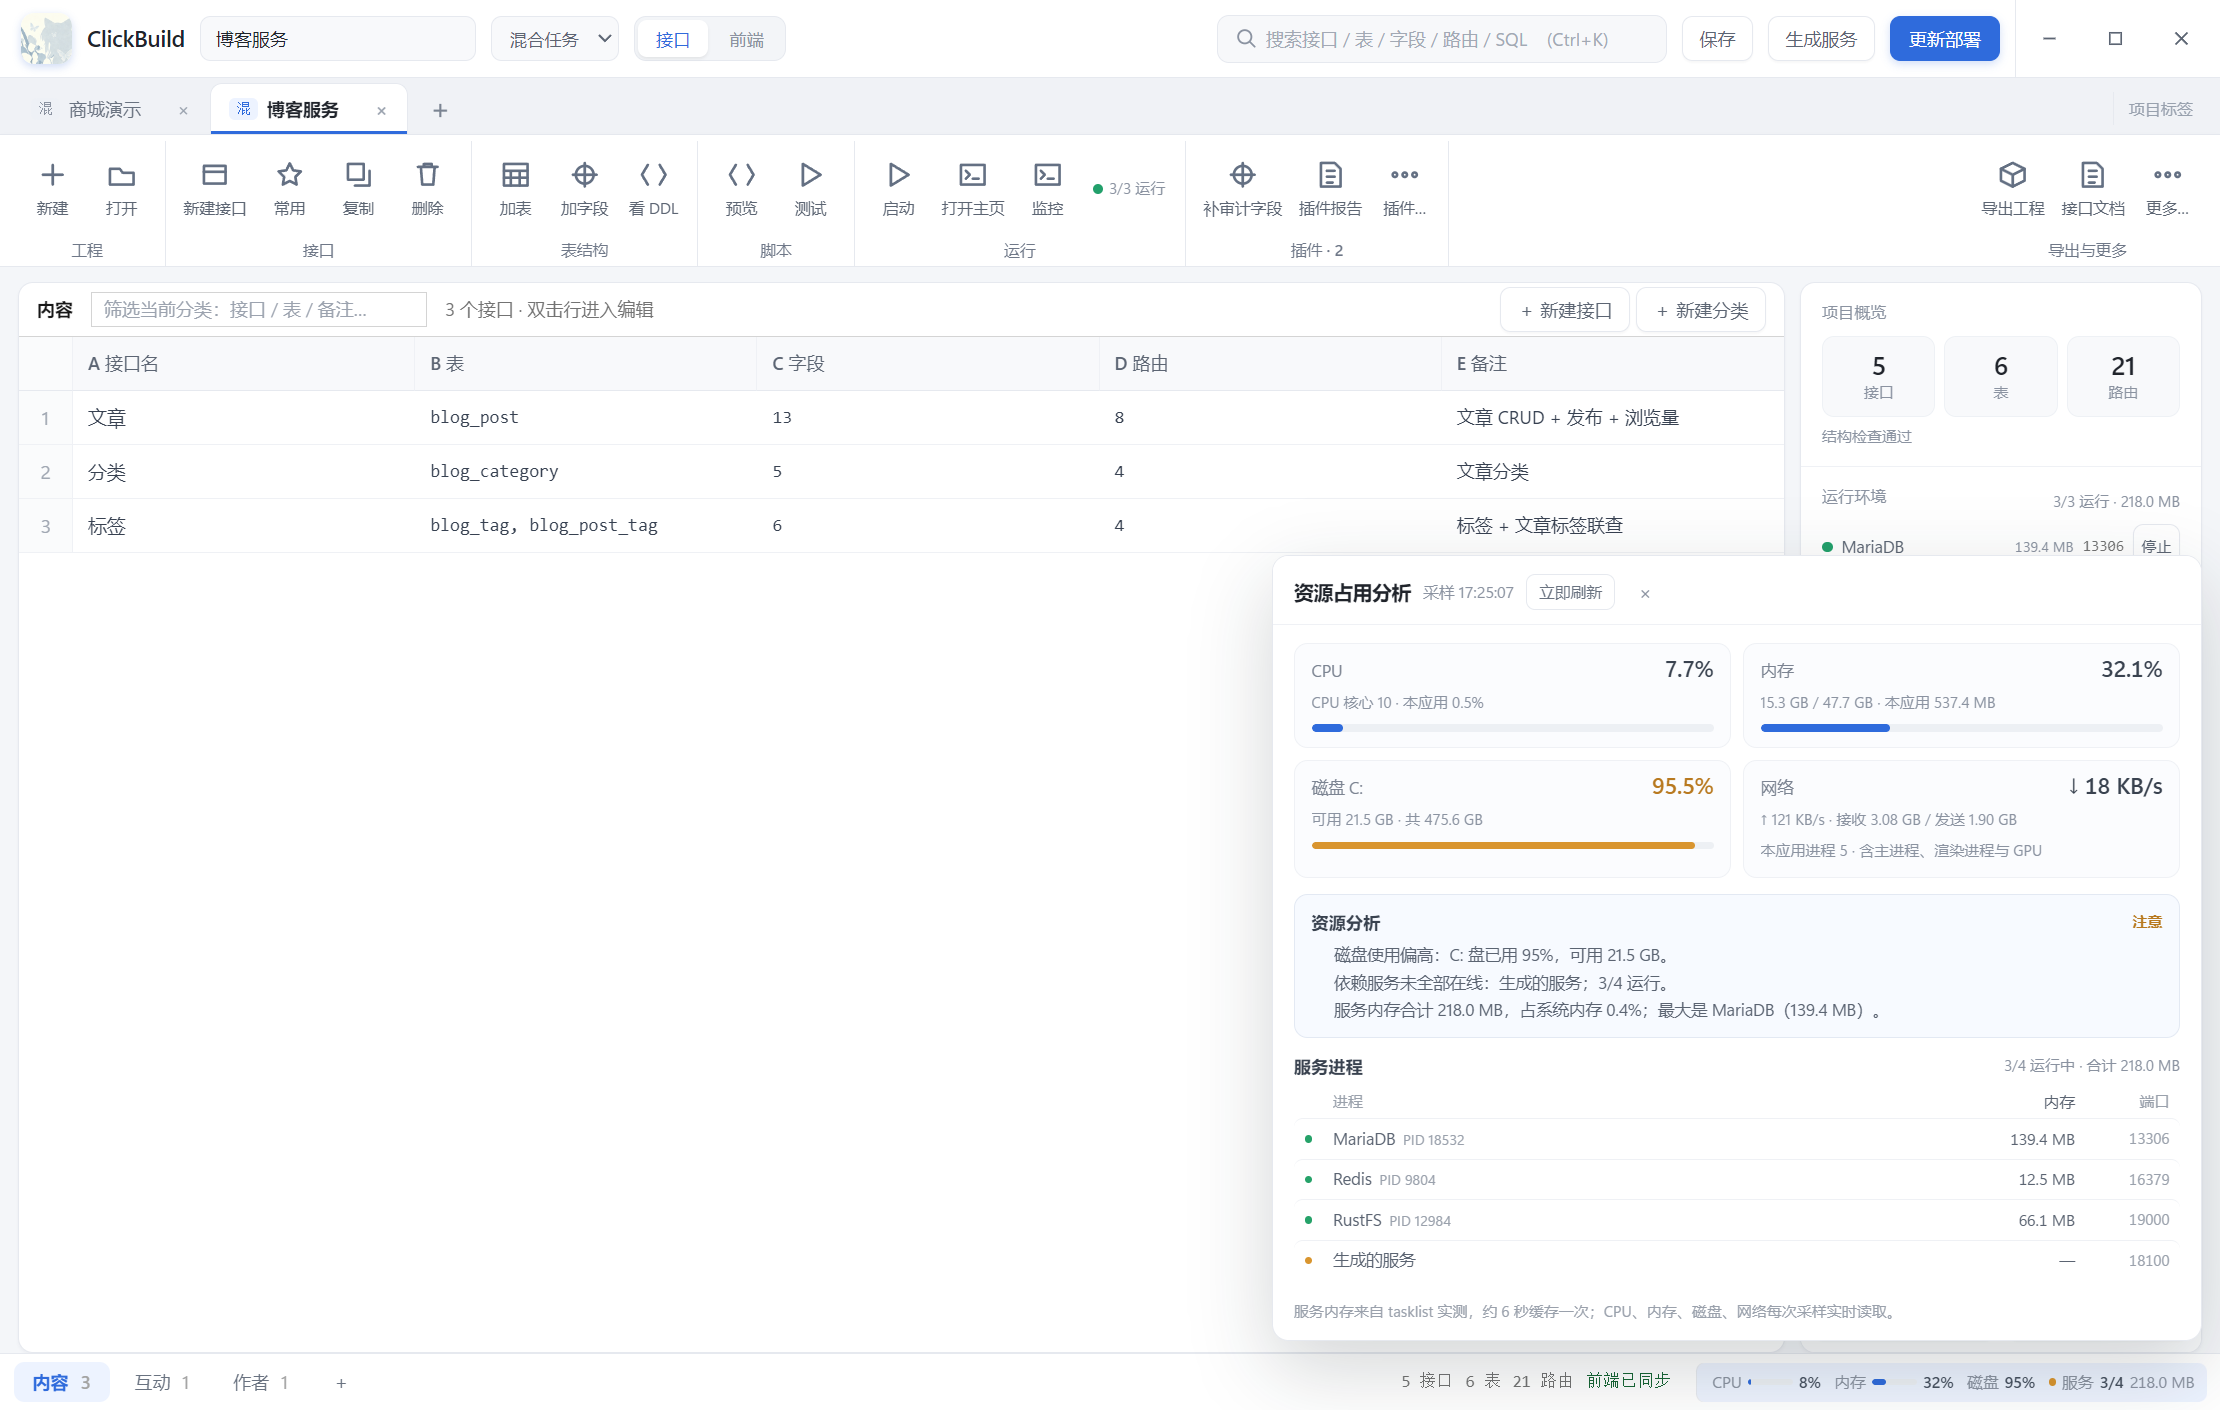 ClickBuild 博客服务 混合任务 接口 前端 搜索接口 / 表 / 字段 / 路由 / SQL (Ctrl+K) 保存 生成服务 更新部署
混 商城演示 × 混 博客服务 × + 项目标签
新建 打开 新建接口 常用 复制 删除 加表 加字段 看 DDL 预览 测试 启动 打开主页 监控 3/3 运行 补审计字段 插件报告 插件... 导出工程 接口文档 更多...
工程 接口 表结构 脚本 运行 插件 · 2 导出与更多
内容 筛选当前分类：接口 / 表 / 备注... 3 个接口 · 双击行进入编辑 + 新建接口 + 新建分类
A 接口名 B 表 C 字段 D 路由 E 备注
1 文章 blog_post 13 8 文章 CRUD + 发布 + 浏览量
2 分类 blog_category 5 4 文章分类
3 标签 blog_tag, blog_post_tag 6 4 标签 + 文章标签联查
项目概览
5 6 21
接口 表 路由
结构检查通过
运行环境 3/3 运行 · 218.0 MB
MariaDB 139.4 MB 13306 停止
资源占用分析 采样 17:25:07 立即刷新 ×
CPU 7.7%
CPU 核心 10 · 本应用 0.5%
内存 32.1%
15.3 GB / 47.7 GB · 本应用 537.4 MB
磁盘 C: 95.5%
可用 21.5 GB · 共 475.6 GB
网络 ↓ 18 KB/s
↑ 121 KB/s · 接收 3.08 GB / 发送 1.90 GB
本应用进程 5 · 含主进程、渲染进程与 GPU
资源分析 注意
磁盘使用偏高：C: 盘已用 95%，可用 21.5 GB。
依赖服务未全部在线：生成的服务；3/4 运行。
服务内存合计 218.0 MB，占系统内存 0.4%；最大是 MariaDB（139.4 MB）。
服务进程 3/4 运行中 · 合计 218.0 MB
进程 内存 端口
MariaDB PID 18532 139.4 MB 13306
Redis PID 9804 12.5 MB 16379
RustFS PID 12984 66.1 MB 19000
生成的服务 — 18100
服务内存来自 tasklist 实测，约 6 秒缓存一次；CPU、内存、磁盘、网络每次采样实时读取。
内容 3 互动 1 作者 1 + 5 接口 6 表 21 路由 前端已同步 CPU 8% 内存 32% 磁盘 95% 服务 3/4 218.0 MB